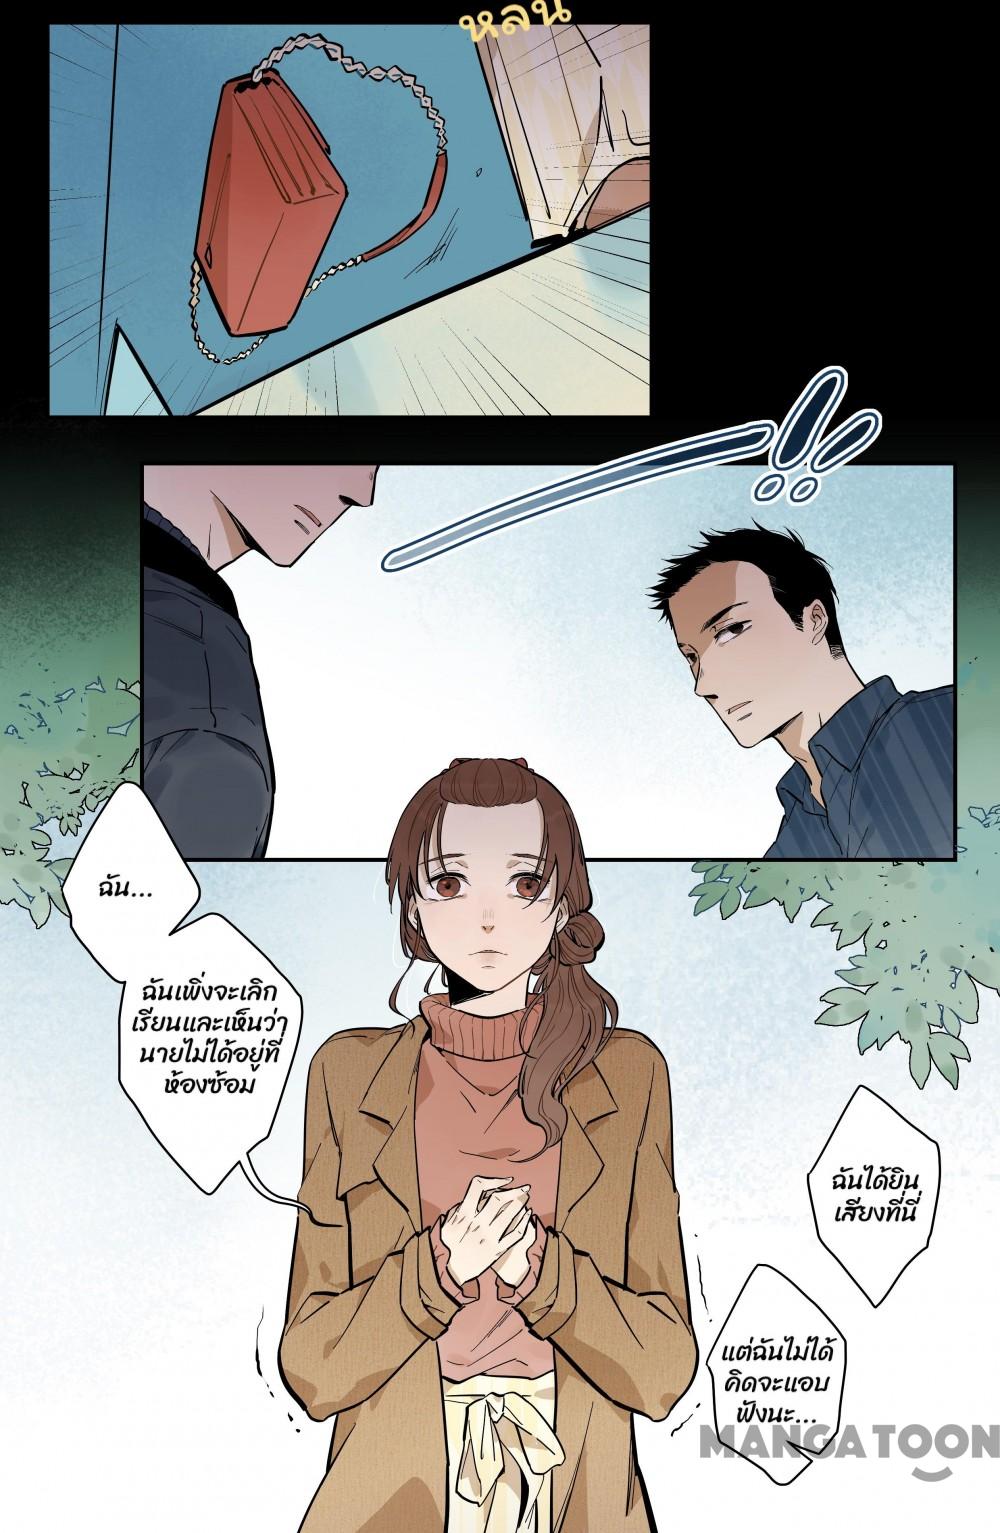 หล่น
ฉัน...
ฉันเพิ่งจะเลิก
เรียนและเห็นว่า
นายไม่ได้อยู่ที่
ห้องซ้อม
ฉันได้ยิน
เสียงที่นี่
แต่ฉันไม่ได้
คิดจะแอบ
ฟังนะ...
MANGATOON